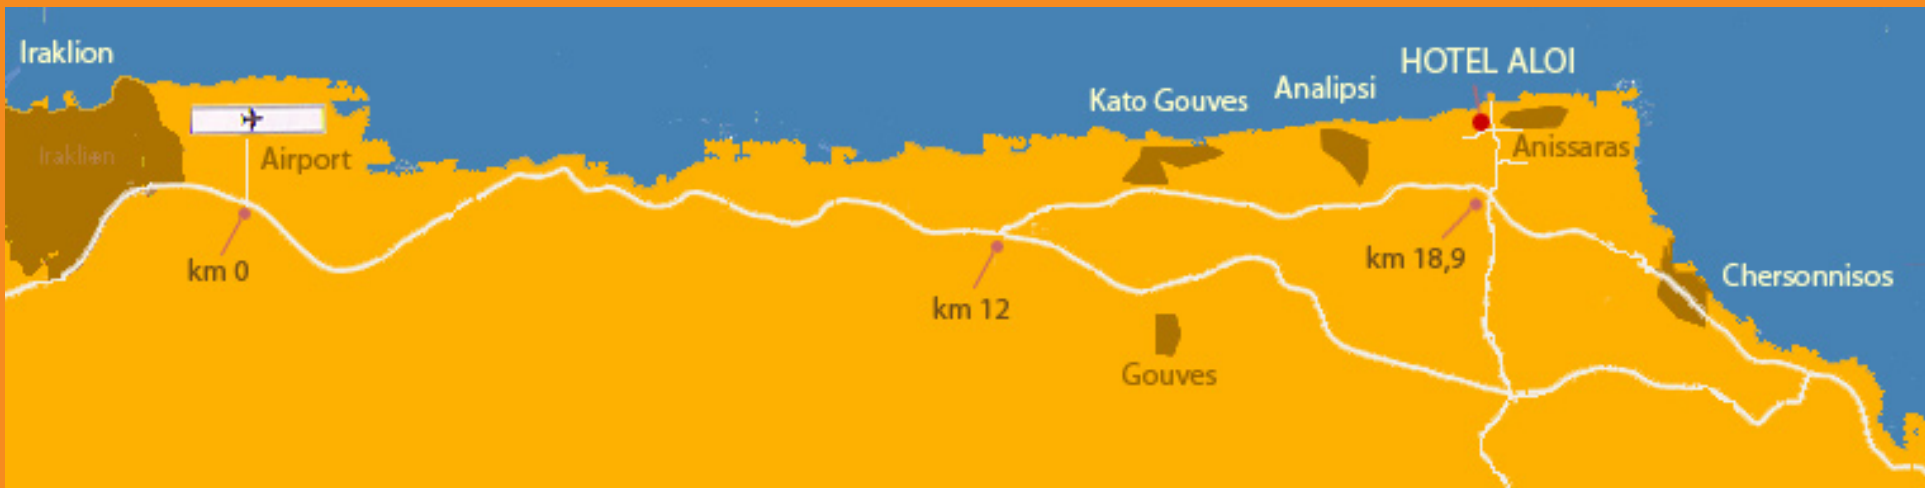 Iraklion
HOTEL ALOI
Analipsi
Kato Gouves
Iraklion
Airport
Anissaras
km 0
km 18,9
Chersonnisos
km 12
Gouves